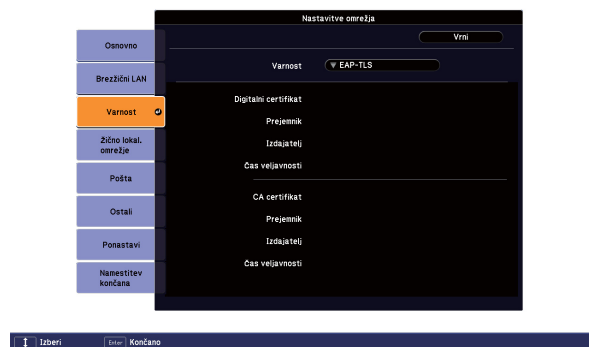 Nastavitve omrežja
Vrni
Osnovno
Brezžični LAN
Varnost
Žično lokal.
omrežje
Pošta
Ostali
Ponastavi
Namestitev
končana
Varnost
EAP-TLS
Digitalni certifikat
Prejemnik
Izdajatelj
Čas veljavnosti
CA certifikat
Prejemnik
Izdajatelj
Čas veljavnosti
Izberi
Enter Končano